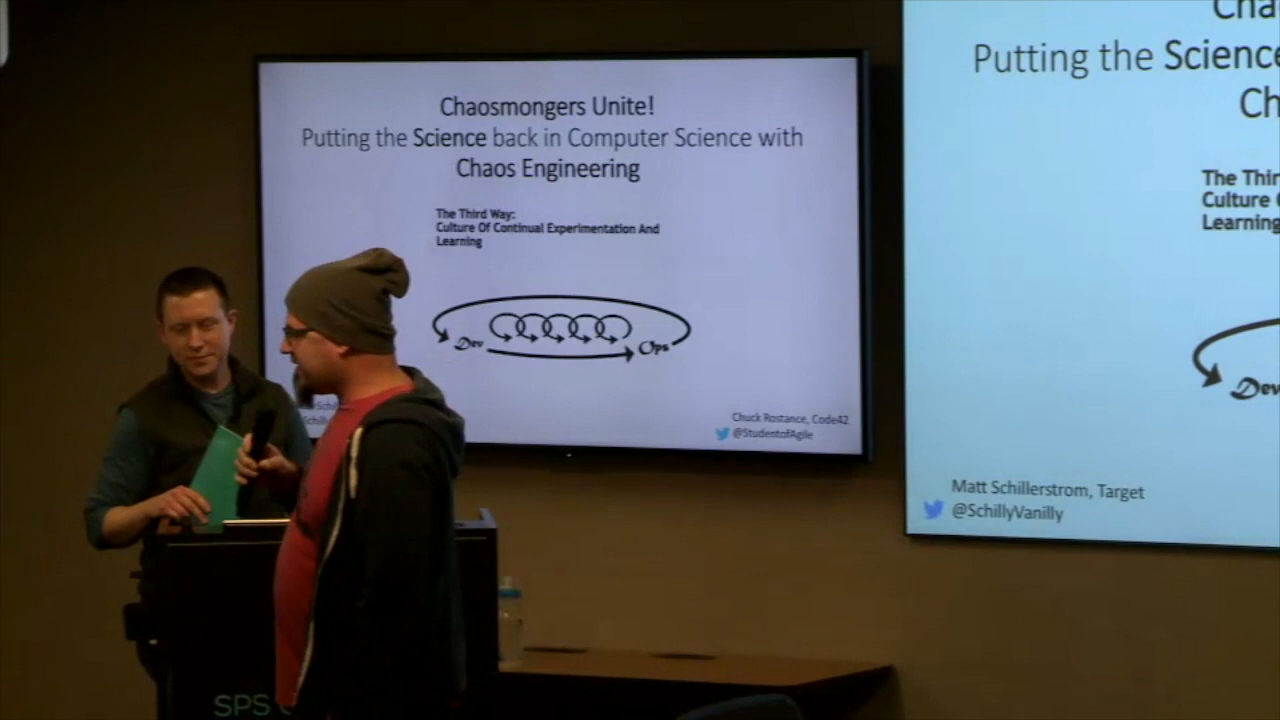 Chaosmongers Unite!
Putting the Science back in Computer Science with
Chaos Engineering
The Third Way:
Culture Of Continual Experimentation And
Learning
Dev
Ops
Chuck Rostance, Code42
@StudentofAgile
Cha
Putting the Science
Ch
The Thir
Culture
Learning
Dev
Matt Schillerstrom, Target
@SchillyVanilly
SPS